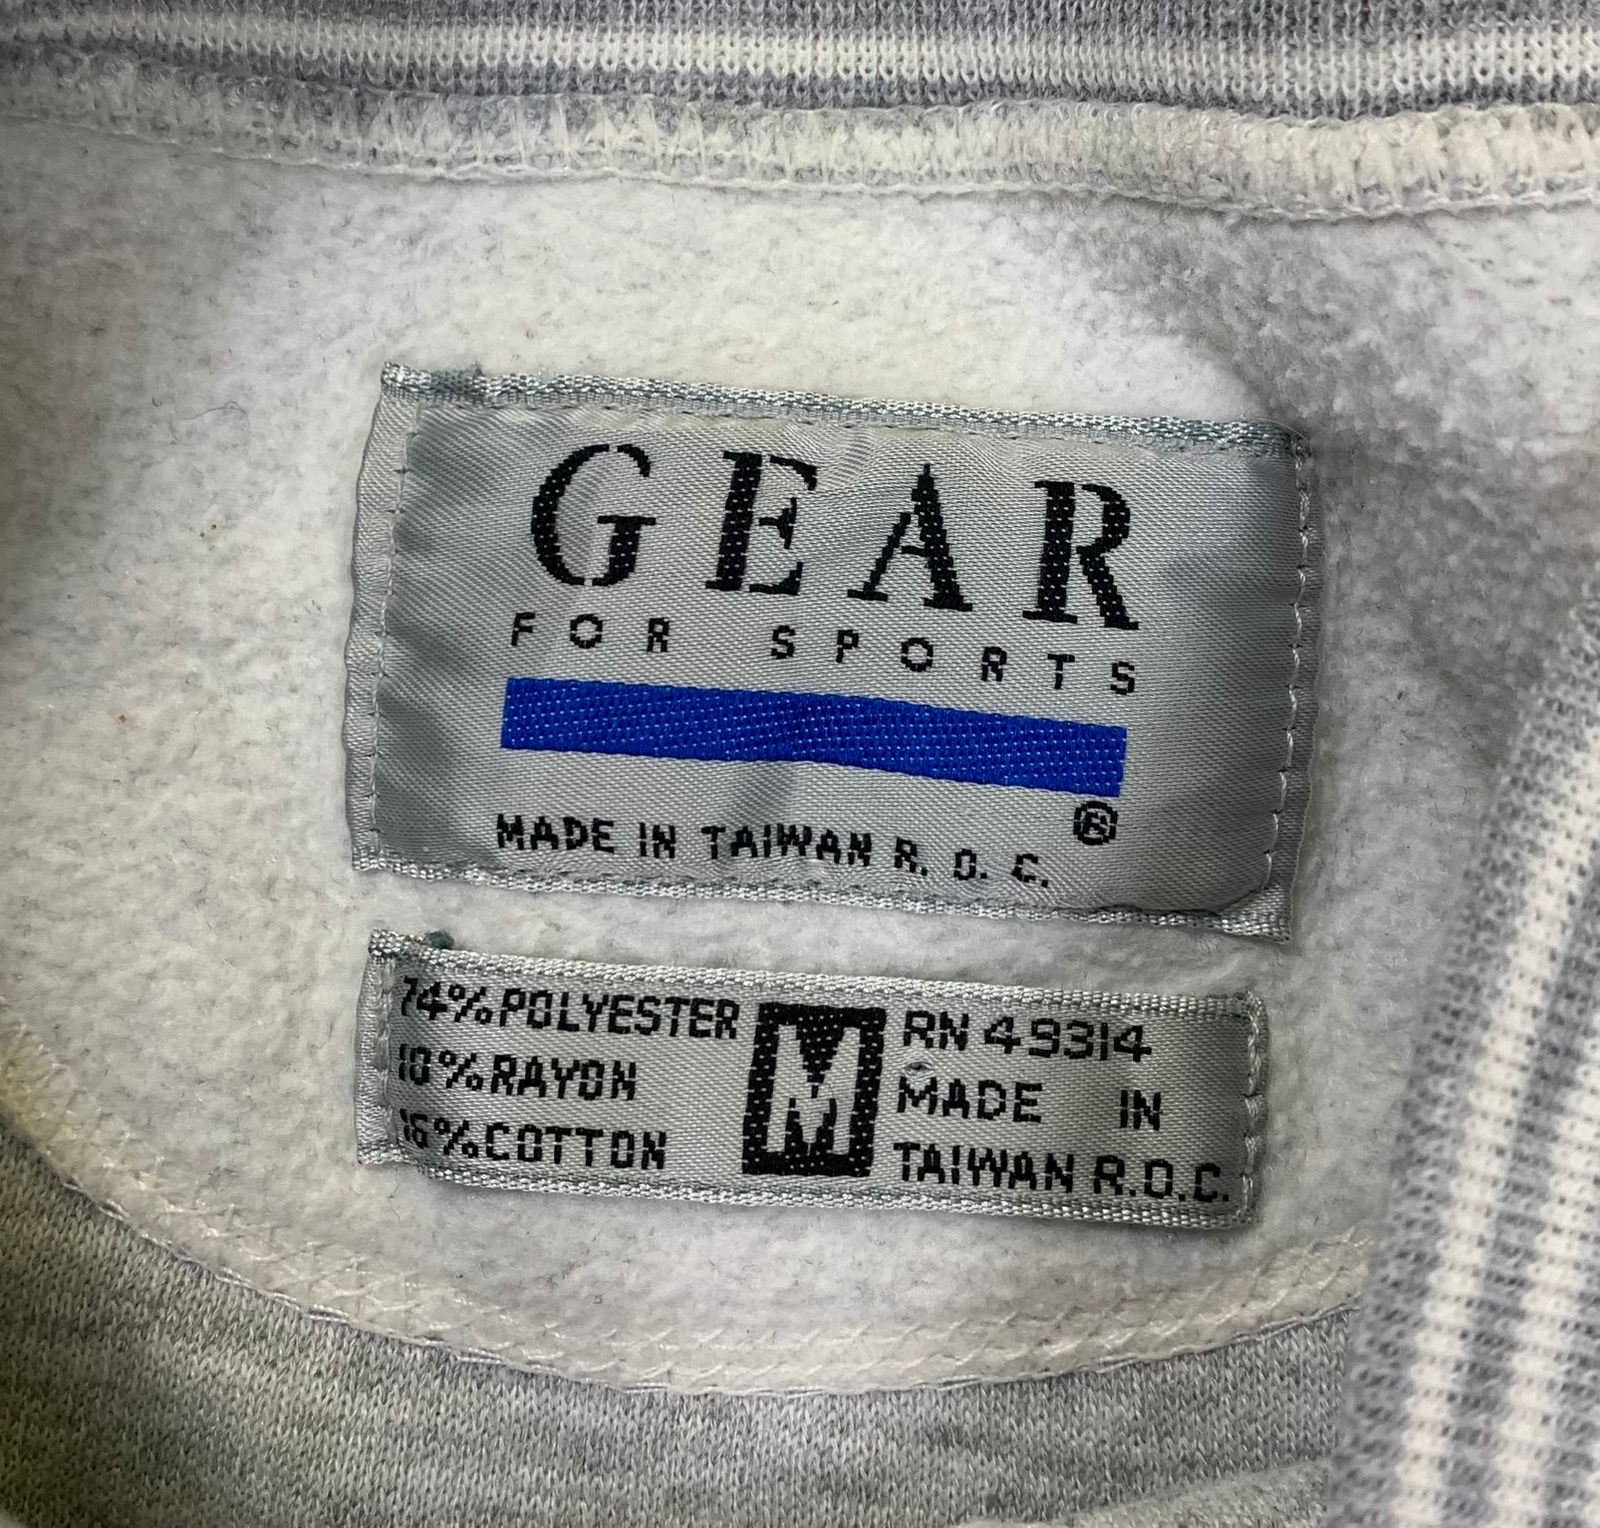 GEAR
FOR SPORTS
®
MADE IN TAIWAN R. O. C.
74% POLYESTER
10% RAYON
16% COTTON
M
RN 49314
MADE IN
TAIWAN R.O.C.